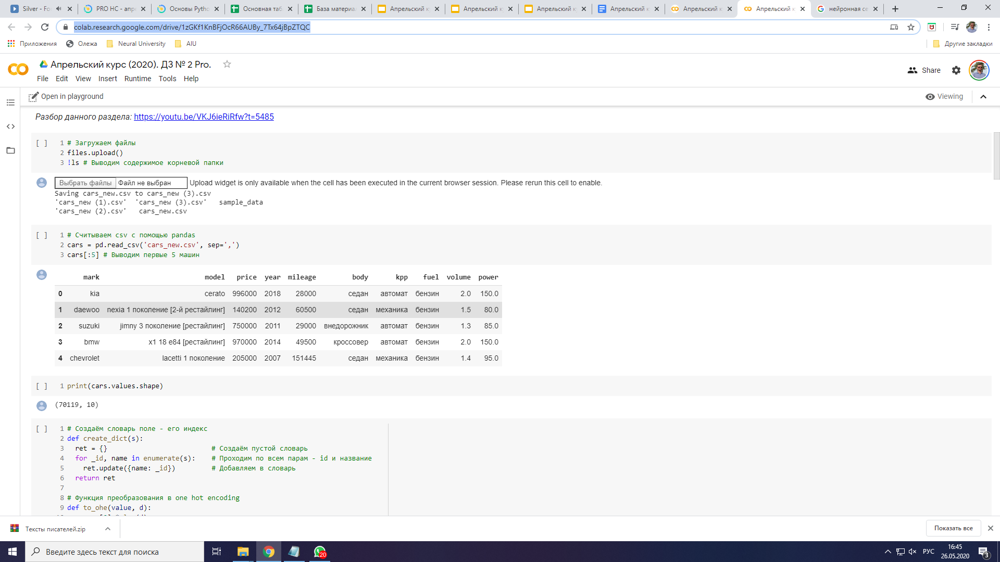 Silver - Fo
PRO НС - апр
Основы Pytho
Основная таб
База материа
Апрельский к
Апрельский к
Апрельский к
Апрельский к
Апрельский к
Апрельский к
нейронная се
colab.research.google.com/drive/1zGKf1KnBFjOcR66AUBy_7Tx64jBpZTQC
Приложения Олежа Neural University AIU Другие закладки
Апрельский курс (2020). ДЗ № 2 Pro.
File Edit View Insert Runtime Tools Help Share
Open in playground Viewing
Разбор данного раздела: https://youtu.be/VKJ6ieRiRfw?t=5485
[ ] 1 # Загружаем файлы
2 files.upload()
3 !ls # Выводим содержимое корневой папки
Выбрать файлы Файл не выбран Upload widget is only available when the cell has been executed in the current browser session. Please rerun this cell to enable.
Saving cars_new.csv to cars_new (3).csv
'cars_new (1).csv' 'cars_new (3).csv' sample_data
'cars_new (2).csv' cars_new.csv
[ ] 1 # Считываем csv с помощью pandas
2 cars = pd.read_csv('cars_new.csv', sep=',')
3 cars[:5] # Выводим первые 5 машин
mark model price year mileage body kpp fuel volume power
0 kia cerato 996000 2018 28000 седан автомат бензин 2.0 150.0
1 daewoo nexia 1 поколение [2-й рестайлинг] 140200 2012 60500 седан механика бензин 1.5 80.0
2 suzuki jimny 3 поколение [рестайлинг] 750000 2011 29000 внедорожник автомат бензин 1.3 85.0
3 bmw x1 18 e84 [рестайлинг] 970000 2014 49500 кроссовер автомат бензин 2.0 150.0
4 chevrolet lacetti 1 поколение 205000 2007 151445 седан механика бензин 1.4 95.0
[ ] 1 print(cars.values.shape)
(70119, 10)
[ ] 1 # Создаём словарь поле - его индекс
2 def create_dict(s):
3 ret = {} # Создаём пустой словарь
4 for _id, name in enumerate(s): # Проходим по всем парам - id и название
5 ret.update({name: _id}) # Добавляем в словарь
6 return ret
7
8 # Функция преобразования в one hot encoding
9 def to_ohe(value, d):
Тексты писателей.zip Показать все
Введите здесь текст для поиска
20
РУС
16:45
26.05.2020
3